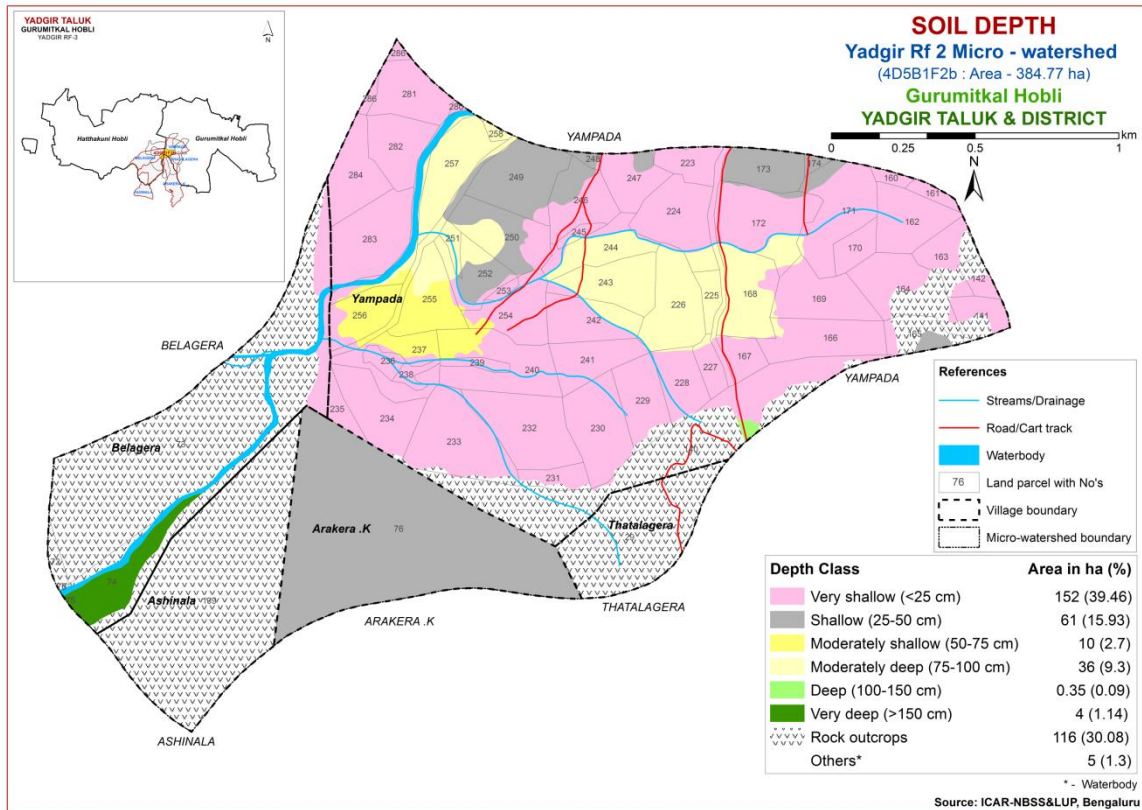 YADGIR TALUK
GURUMITKAL HOBLI
YADGIR RF-3
N
Hatthakuni Hobli
Gurumitkal Hobli
SOIL DEPTH
Yadgir Rf 2 Micro - watershed
(4D5B1F2b : Area - 384.77 ha)
Gurumitkal Hobli
YADGIR TALUK & DISTRICT
km
0 0.25 0.5 1
N
YAMPADA
286
286
281
286
282
284
283
258
257
249
248
247
223
173
174
160
161
246
224
172
171
162
245
250
251
244
170
163
252
243
253
255
226
225
168
169
164
142
Yampada
256
254
242
141
237
166
165
236
239
241
167
238
240
228
227
BELAGERA
YAMPADA
235
234
232
229
230
233
231
Belagera
Arakera .K
76
Thatalagera
74
Ashinala
THATALAGERA
ARAKERA .K
ASHINALA
References
Streams/Drainage
Road/Cart track
Waterbody
76 Land parcel with No's
Village boundary
Micro-watershed boundary
Depth Class Area in ha (%)
Very shallow (<25 cm) 152 (39.46)
Shallow (25-50 cm) 61 (15.93)
Moderately shallow (50-75 cm) 10 (2.7)
Moderately deep (75-100 cm) 36 (9.3)
Deep (100-150 cm) 0.35 (0.09)
Very deep (>150 cm) 4 (1.14)
Rock outcrops 116 (30.08)
Others* 5 (1.3)
* - Waterbody
Source: ICAR-NBSS&LUP, Bengaluru